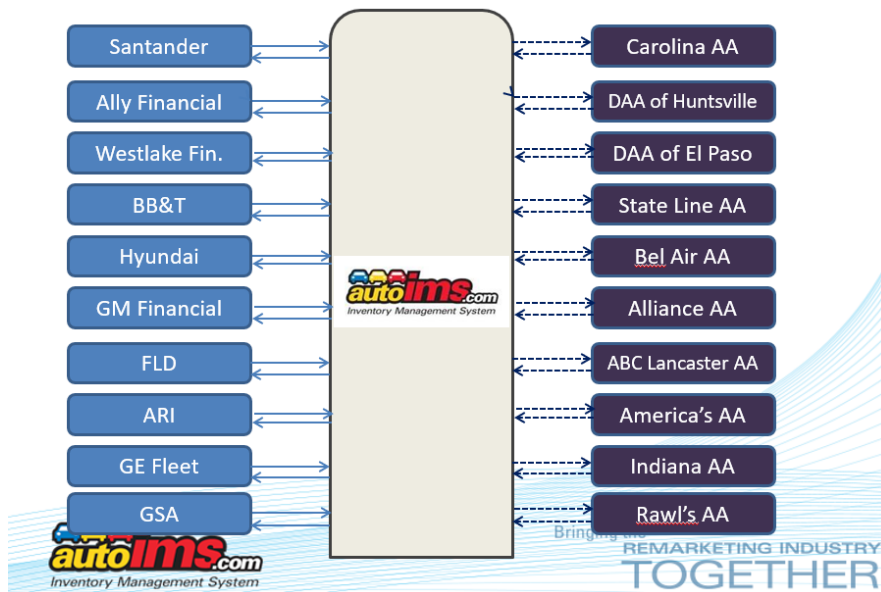 Santander
Carolina AA
Ally Financial
DAA of Huntsville
Westlake Fin.
DAA of El Paso
BB&T
State Line AA
Hyundai
Bel Air AA
autoims.com
Inventory Management System
GM Financial
Alliance AA
FLD
ABC Lancaster AA
ARI
America's AA
GE Fleet
Indiana AA
GSA
Rawl's AA
autoims.com
Inventory Management System
Bringing the
REMARKETING INDUSTRY
TOGETHER